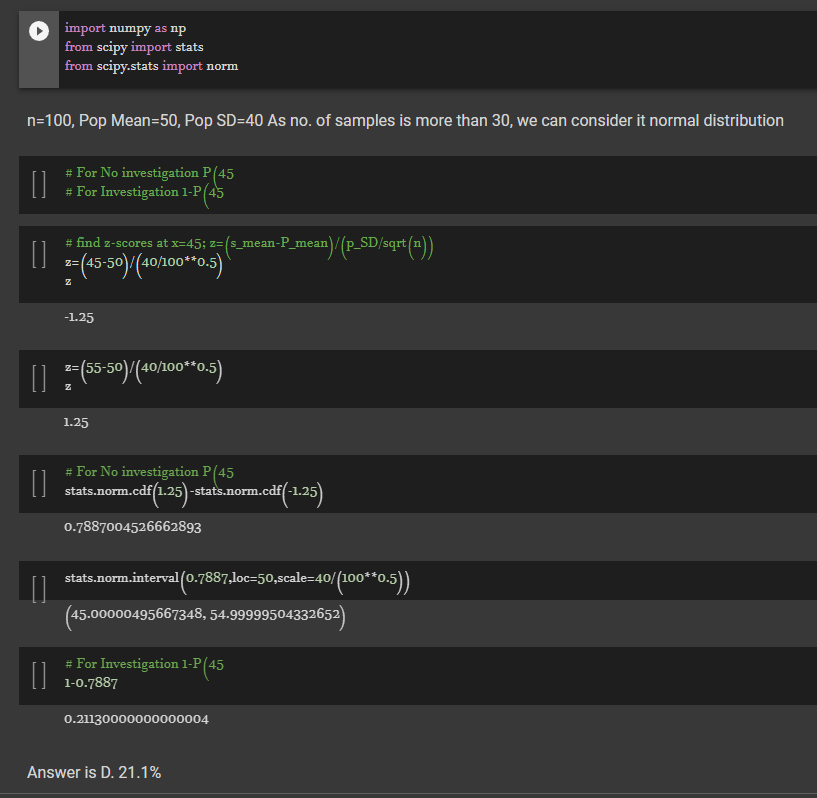 import numpy as np
from scipy import stats
from scipy.stats import norm
n=100, Pop Mean=50, Pop SD=40 As no. of samples is more than 30, we can consider it normal distribution
[ ]
# For No investigation P(45
# For Investigation 1-P(45
[ ]
# find z-scores at x=45; z=(s_mean-P_mean)/(p_SD/sqrt(n))
z=(45-50)/(40/100**0.5)
z
-1.25
[ ]
z=(55-50)/(40/100**0.5)
z
1.25
[ ]
# For No investigation P(45
stats.norm.cdf(1.25)-stats.norm.cdf(-1.25)
0.7887004526662893
[ ]
stats.norm.interval(0.7887,loc=50,scale=40/(100**0.5))
(45.00000495667348, 54.99999504332652)
[ ]
# For Investigation 1-P(45
1-0.7887
0.21130000000000004
Answer is D. 21.1%